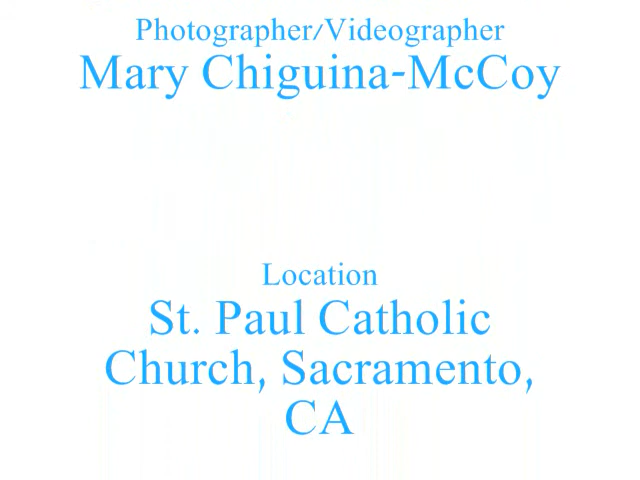 Photographer/Videographer
Mary Chiguina-McCoy
Location
St. Paul Catholic
Church, Sacramento,
CA